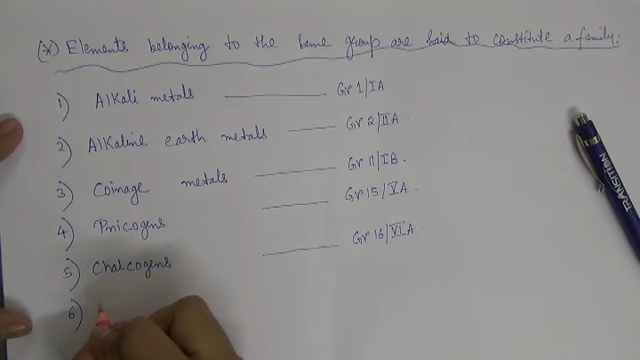 (*) Elements belonging to the same group are said to constitute a family:
1) Alkali metals —— Gr 1/IA
2) Alkaline earth metals —— Gr 2/IIA.
3) Coinage metals —— Gr 11/IB.
4) Pnicogens —— Gr 15/VA.
5) Chalcogens —— Gr 16/VIA.
6)
TRANSITION